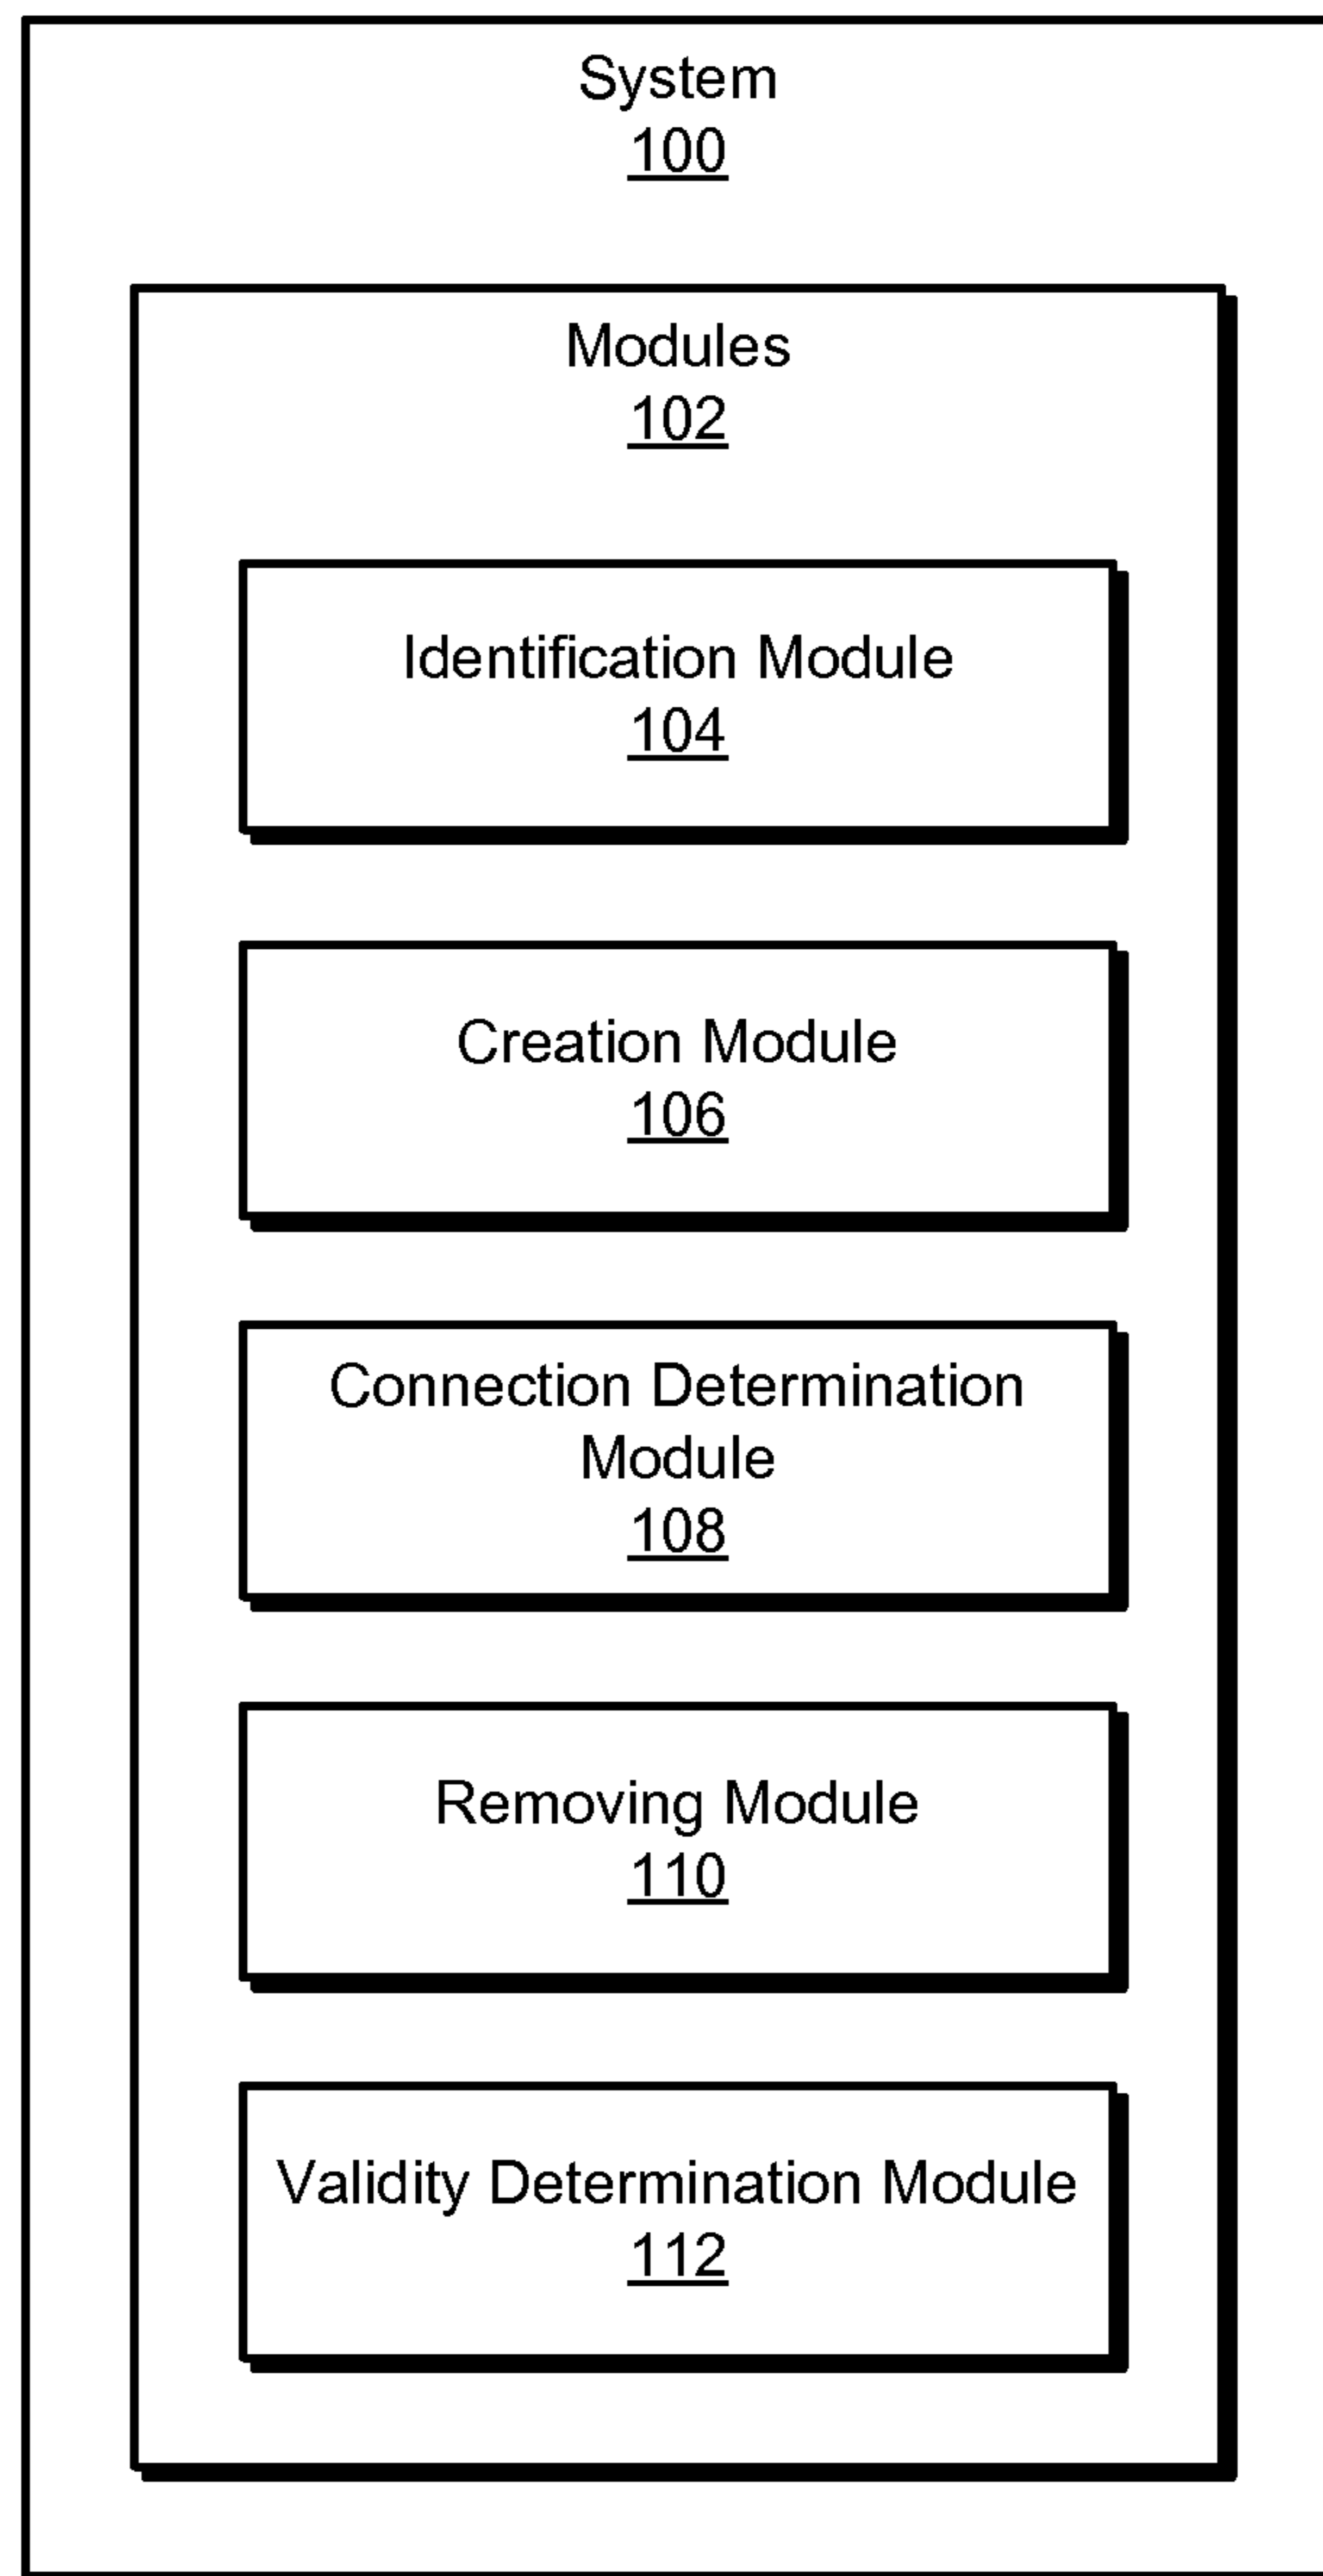 System
100
Modules
102
Identification Module
104
Creation Module
106
Connection Determination
Module
108
Removing Module
110
Validity Determination Module
112